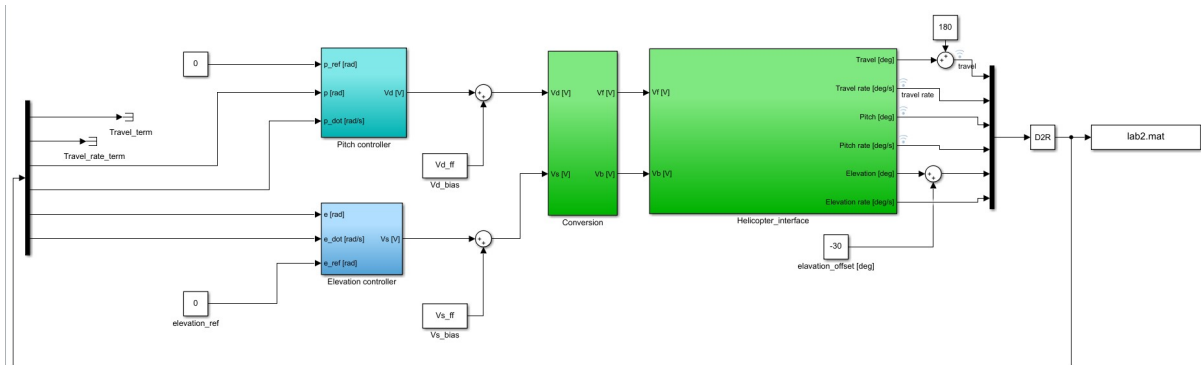 180
0
p_ref [rad]
p [rad]
p_dot [rad/s]
Vd [V]
Pitch controller
Travel_term
Travel_rate_term
Vd_ff
Vd_bias
e [rad]
e_dot [rad/s]
e_ref [rad]
Vs [V]
Elevation controller
0
elevation_ref
Vs_ff
Vs_bias
Vd [V]
Vf [V]
Vs [V]
Vb [V]
Conversion
Vf [V]
Vb [V]
Travel [deg]
Travel rate [deg/s]
Pitch [deg]
Pitch rate [deg/s]
Elevation [deg]
Elevation rate [deg/s]
Helicopter_interface
travel
travel rate
-30
elavation_offset [deg]
D2R
lab2.mat